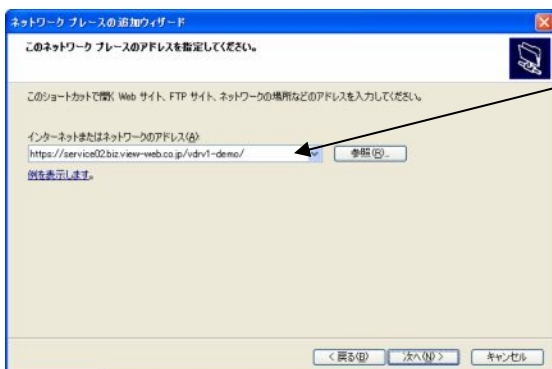 ネットワーク プレースの追加ウィザード
このネットワーク プレースのアドレスを指定してください。
このショートカットで開く Web サイト、FTP サイト、ネットワークの場所などのアドレスを入力してください。
インターネットまたはネットワークのアドレス(A):
https://service02.biz.view-web.co.jp/vdrv1-demo/
参照(R)...
例を表示します。
< 戻る(B)
次へ(N) >
キャンセル